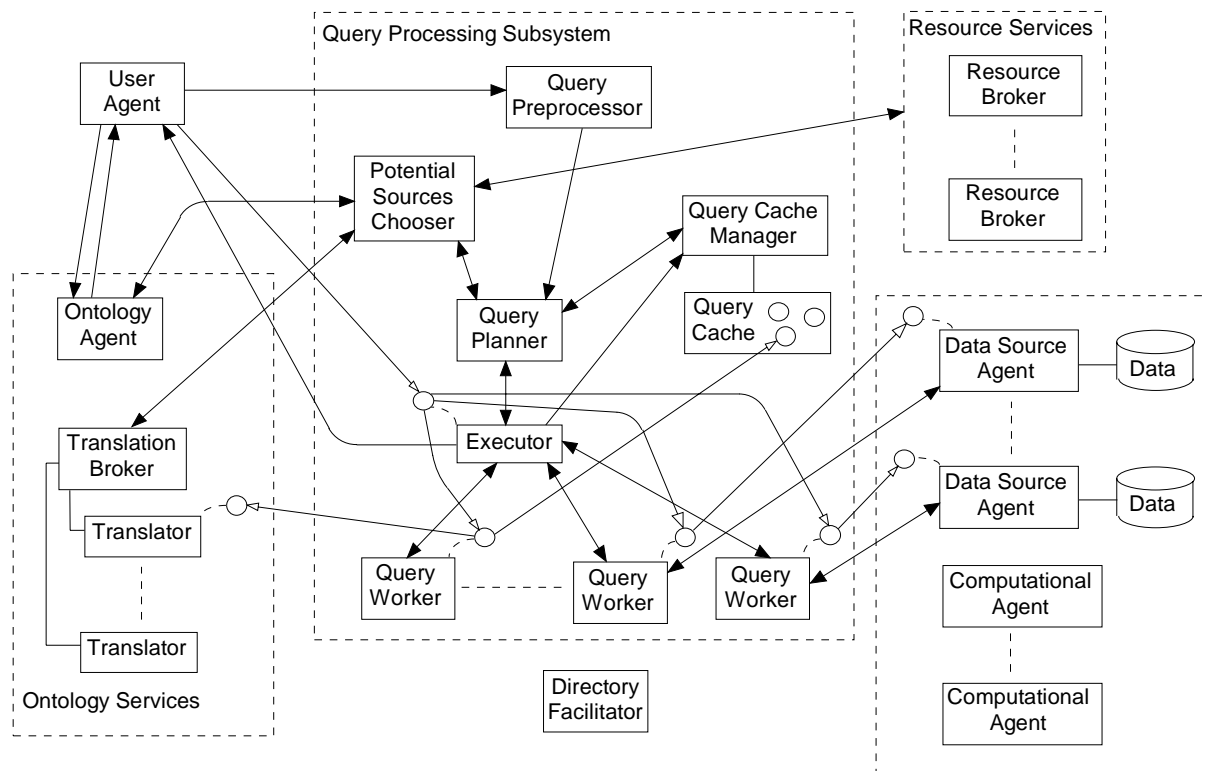 Query Processing Subsystem
Resource Services
User
Agent
Query
Preprocessor
Resource
Broker
Potential
Sources
Chooser
Resource
Broker
Query Cache
Manager
Ontology
Agent
Query
Planner
Query
Cache
Data Source
Agent
Data
Translation
Broker
Executor
Data Source
Agent
Data
Translator
Query
Worker
Query
Worker
Query
Worker
Computational
Agent
Translator
Ontology Services
Directory
Facilitator
Computational
Agent